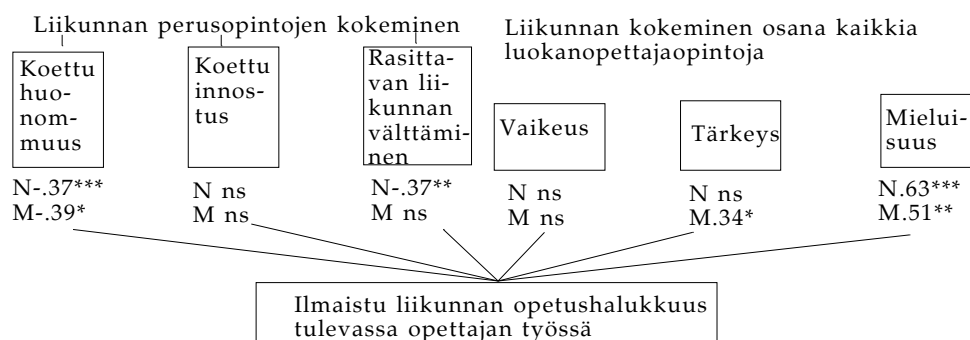 Liikunnan perusopintojen kokeminen
Liikunnan kokeminen osana kaikkia
luokanopettajaopintoja
Koettu
huo-
nom-
muus
N-.37***
M-.39*
Koettu
innos-
tus
N ns
M ns
Rasitta-
van lii-
kunnan
välttämi-
nen
N-.37**
M ns
Vaikeus
N ns
M ns
Tärkeys
N ns
M.34*
Mielui-
suus
N.63***
M.51**
Ilmaistu liikunnan opetushalukkuus
tulevassa opettajan työssä